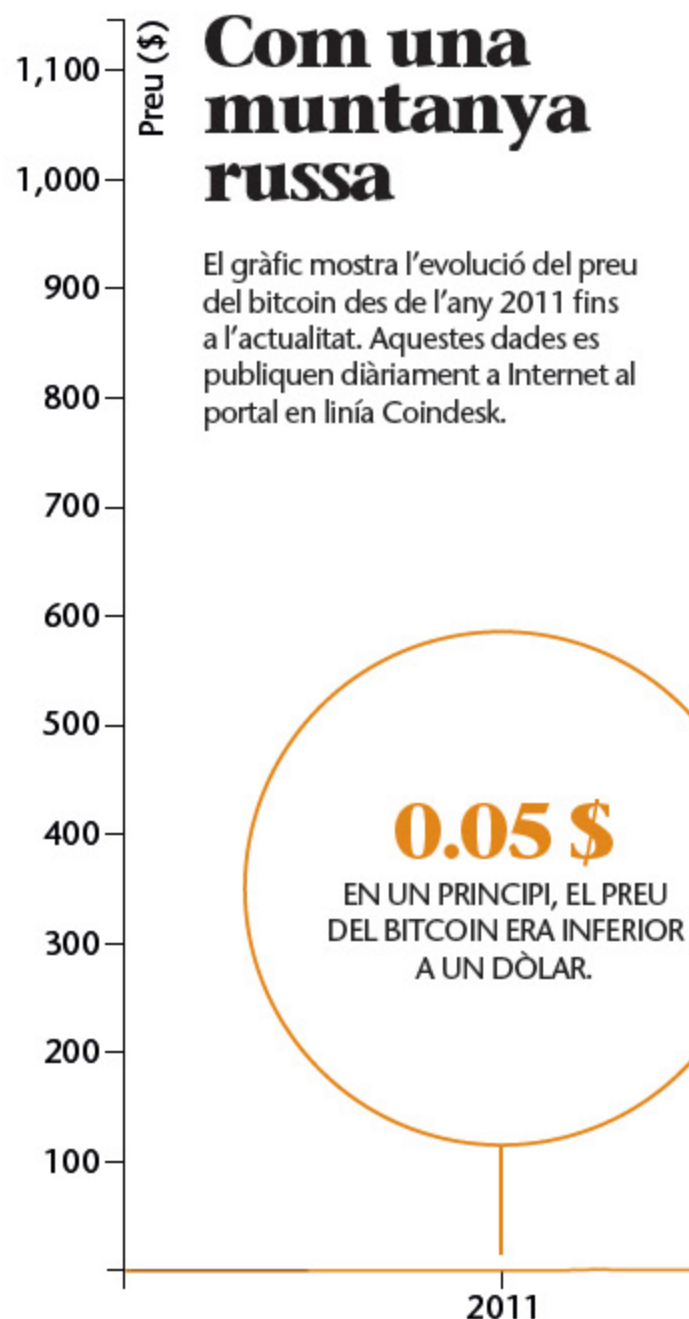 Preu ($)
Com una
muntanya
russa
El gràfic mostra l'evolució del preu
del bitcoin des de l'any 2011 fins
a l'actualitat. Aquestes dades es
publiquen diàriament a Internet al
portal en linía Coindesk.
1,100
1,000
900
800
700
600
500
400
300
200
100
0.05 $
EN UN PRINCIPI, EL PREU
DEL BITCOIN ERA INFERIOR
A UN DÒLAR.
2011